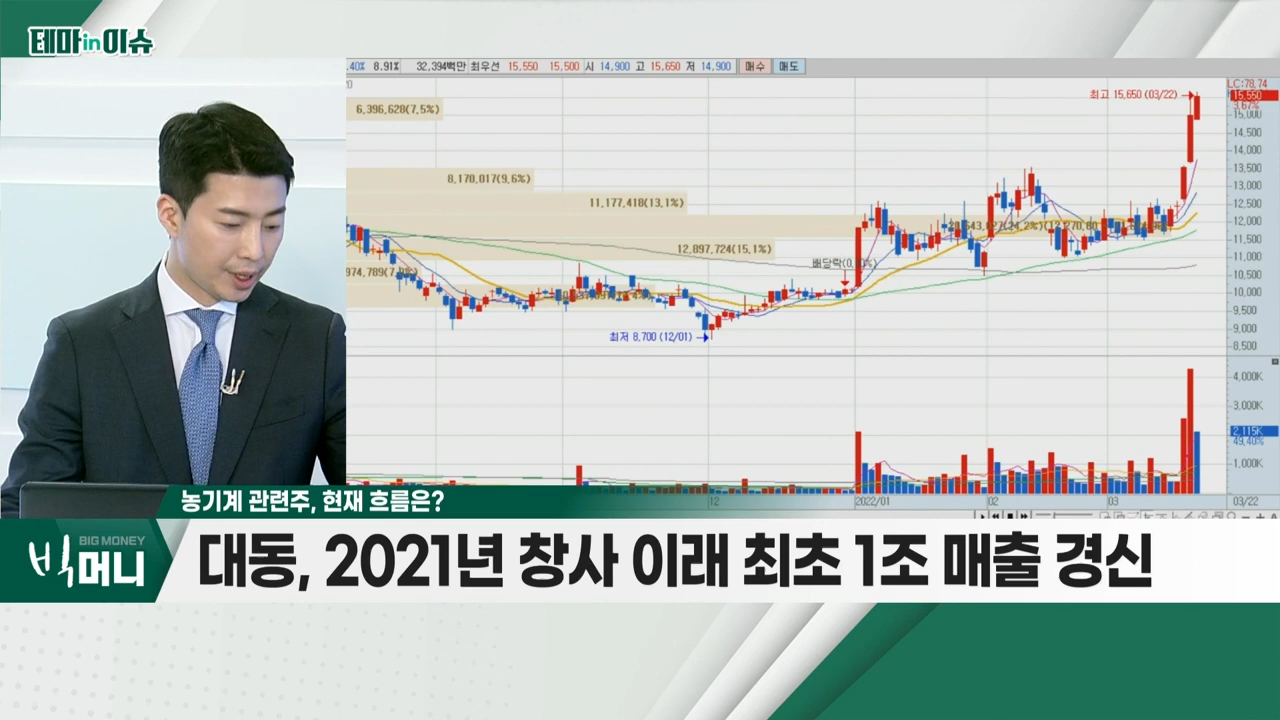 테마in이슈
.40% 8.91% 32,394백만 최우선 15,550 15,500 시 14,900 고 15,650 저 14,900 매수 매도
LC:78,74
최고 15,650 (03/22)
15,550
3,67%
6,396,628(7,5%)
15,000
14,500
14,000
13,500
8,170,017(9,6%)
13,000
12,500
11,177,418(13,1%)
12,000
11,500
12,897,724(15,1%)
11,000
배당락
10,500
10,000
9,500
9,000
최저 8,700 (12/01)
8,500
4,000K
3,000K
2,115K
49,40%
1,000K
12 2022/01 02 03 03/22
농기계 관련주, 현재 흐름은?
BIG MONEY
빅머니
대동, 2021년 창사 이래 최초 1조 매출 경신